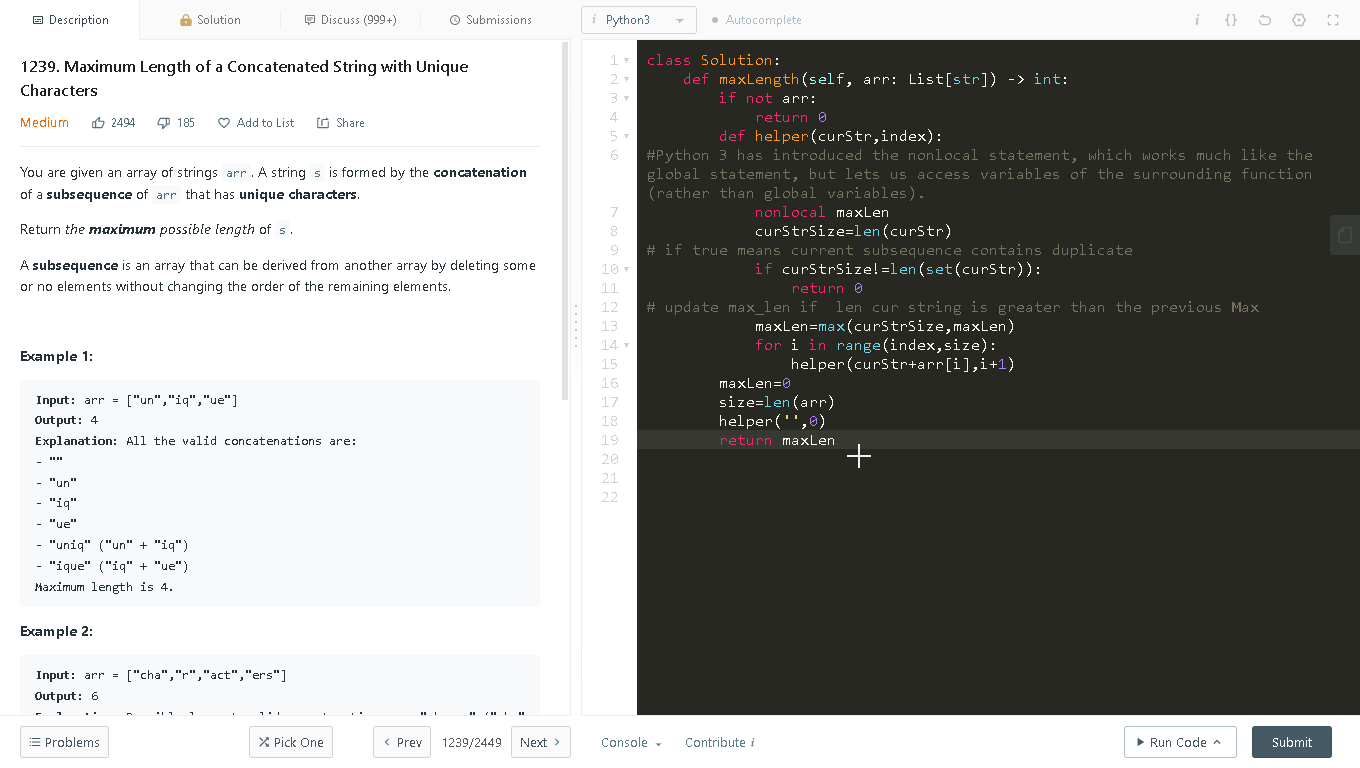 Description
Solution
Discuss (999+)
Submissions
i Python3
Autocomplete
i
{}
1239. Maximum Length of a Concatenated String with Unique
Characters
Medium
2494
185
Add to List
Share
You are given an array of strings arr . A string s is formed by the concatenation
of a subsequence of arr that has unique characters.
Return the maximum possible length of s .
A subsequence is an array that can be derived from another array by deleting some
or no elements without changing the order of the remaining elements.
Example 1:
Input: arr = ["un","iq","ue"]
Output: 4
Explanation: All the valid concatenations are:
- ""
- "un"
- "iq"
- "ue"
- "uniq" ("un" + "iq")
- "ique" ("iq" + "ue")
Maximum length is 4.
Example 2:
Input: arr = ["cha","r","act","ers"]
Output: 6
1 class Solution:
2 def maxLength(self, arr: List[str]) -> int:
3 if not arr:
4 return 0
5 def helper(curStr,index):
6 #Python 3 has introduced the nonlocal statement, which works much like the
global statement, but lets us access variables of the surrounding function
(rather than global variables).
7 nonlocal maxLen
8 curStrSize=len(curStr)
9 # if true means current subsequence contains duplicate
10 if curStrSize!=len(set(curStr)):
11 return 0
12 # update max_len if  len cur string is greater than the previous Max
13 maxLen=max(curStrSize,maxLen)
14 for i in range(index,size):
15 helper(curStr+arr[i],i+1)
16 maxLen=0
17 size=len(arr)
18 helper('',0)
19 return maxLen
20
21
22
Problems
Pick One
Prev
1239/2449
Next
Console
Contribute i
Run Code
Submit